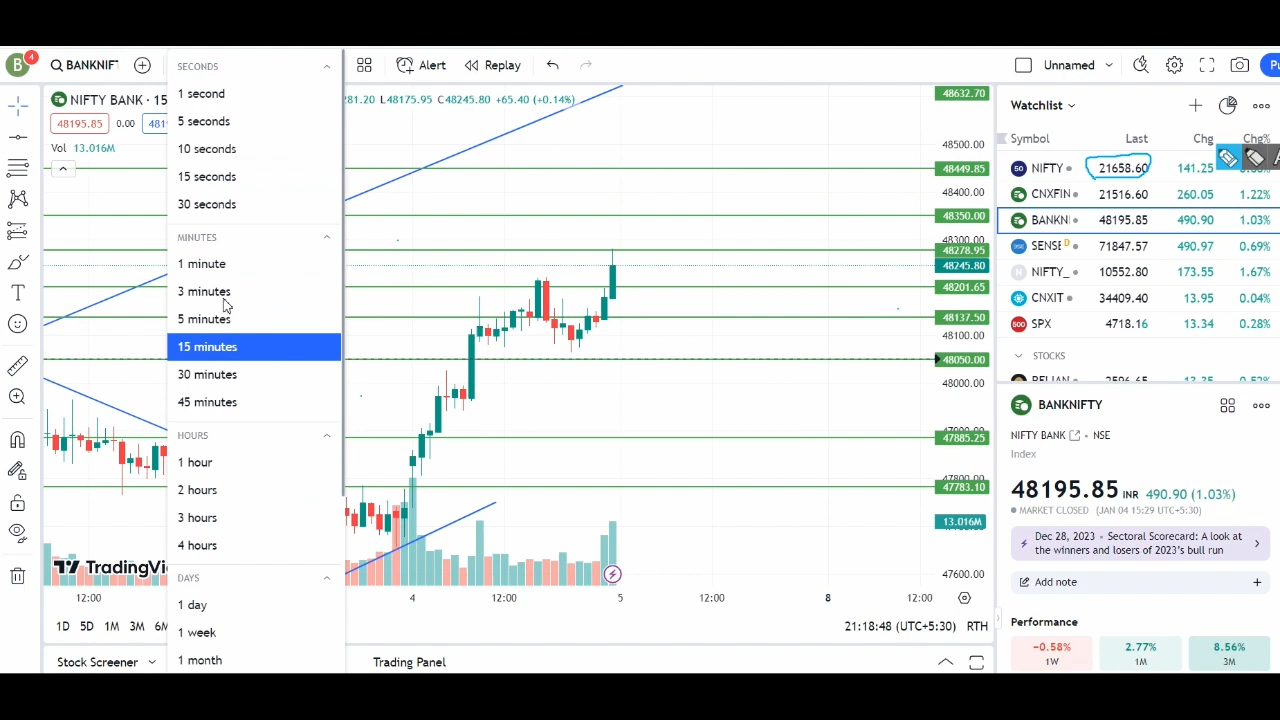 B 4 BANKNIFT Alert Replay Unnamed
NIFTY BANK · 15 281.20 L48175.95 C48245.80 +65.40 (+0.14%)
48195.85 0.00
Vol 13.016M
SECONDS
1 second
5 seconds
10 seconds
15 seconds
30 seconds
MINUTES
1 minute
3 minutes
5 minutes
15 minutes
30 minutes
45 minutes
HOURS
1 hour
2 hours
3 hours
4 hours
DAYS
1 day
1 week
1 month
48632.70
48500.00
48449.85
48400.00
48350.00
48300.00
48278.95
48245.80
48201.65
48137.50
48100.00
48050.00
48000.00
47885.25
47783.10
13.016M
47600.00
TradingVi
12:00 4 12:00 5 12:00 8 12:00
1D 5D 1M 3M 6M 21:18:48 (UTC+5:30) RTH
Stock Screener Trading Panel
Watchlist
Symbol Last Chg Chg%
50 NIFTY 21658.60 141.25
CNXFIN 21516.60 260.05 1.22%
BANKN 48195.85 490.90 1.03%
SENSE D 71847.57 490.97 0.69%
NIFTY_ 10552.80 173.55 1.67%
CNXIT 34409.40 13.95 0.04%
500 SPX 4718.16 13.34 0.28%
STOCKS
BANKNIFTY
NIFTY BANK • NSE
Index
48195.85 INR 490.90 (1.03%)
MARKET CLOSED (JAN 04 15:29 UTC+5:30)
Dec 28, 2023 • Sectoral Scorecard: A look at
the winners and losers of 2023's bull run
Add note
Performance
−0.58% 2.77% 8.56%
1W 1M 3M